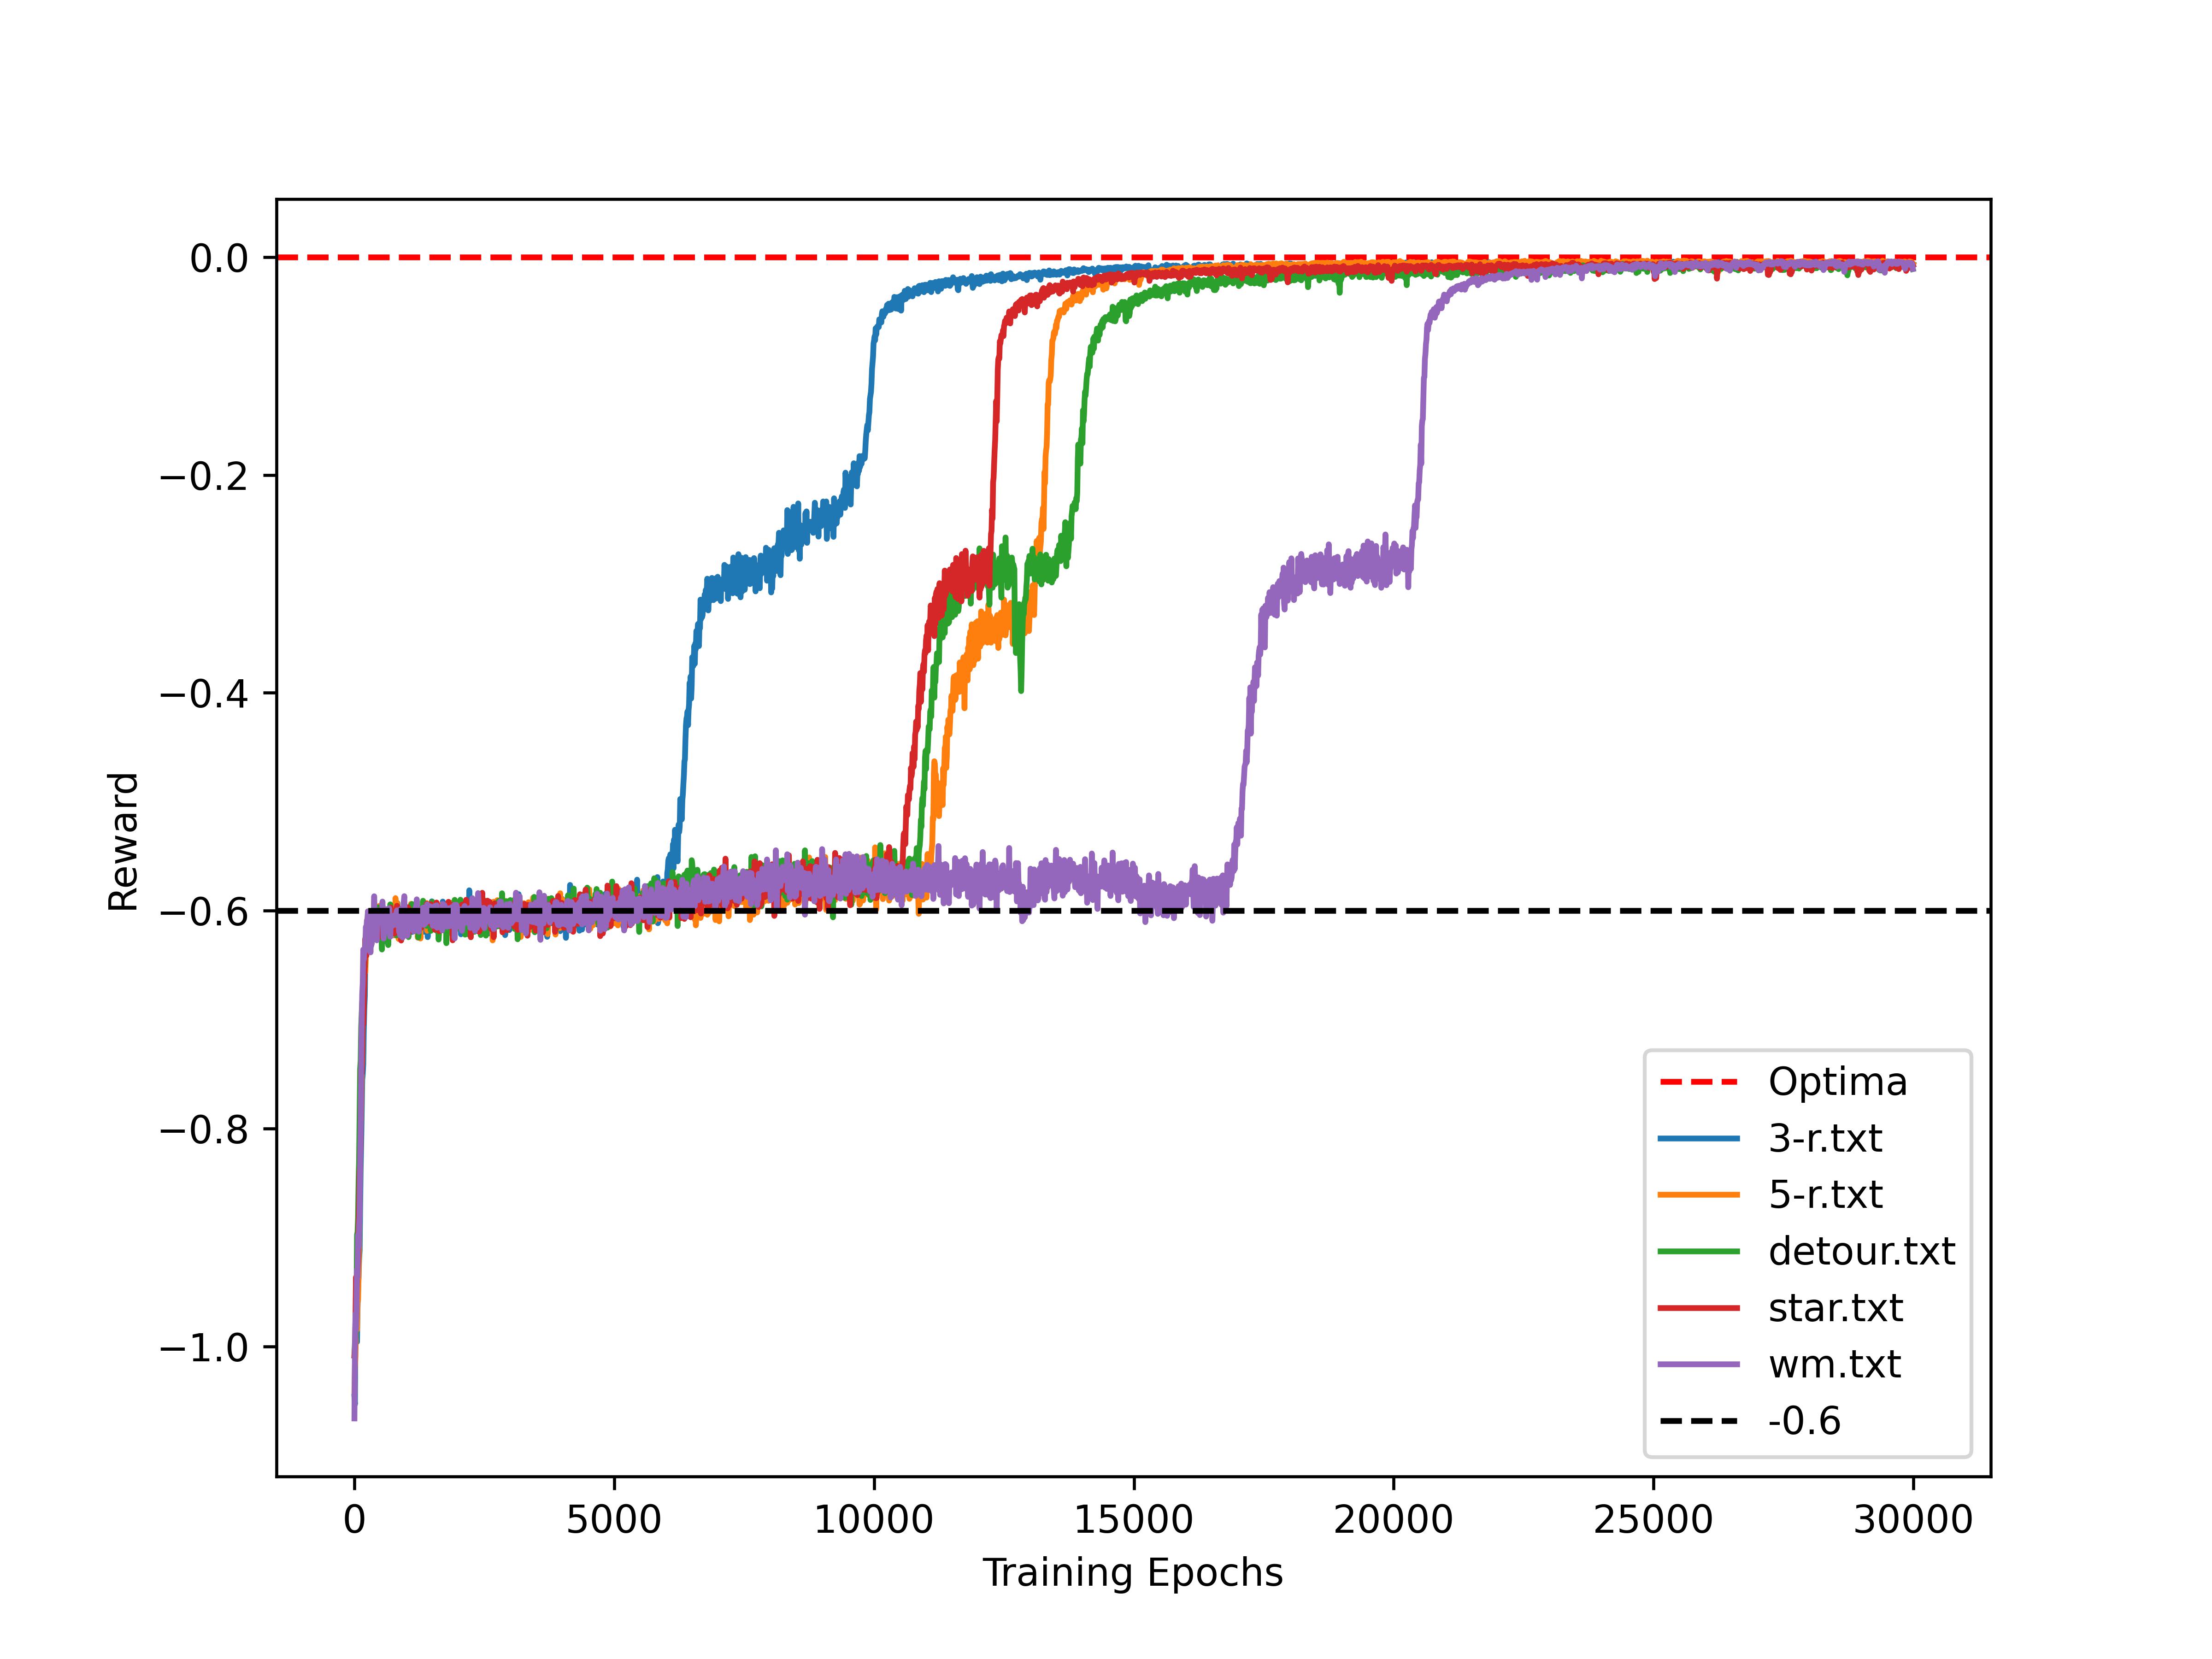 0.0
−0.2
−0.4
−0.6
−0.8
−1.0
Reward
0 5000 10000 15000 20000 25000 30000
Training Epochs
Optima
3-r.txt
5-r.txt
detour.txt
star.txt
wm.txt
-0.6